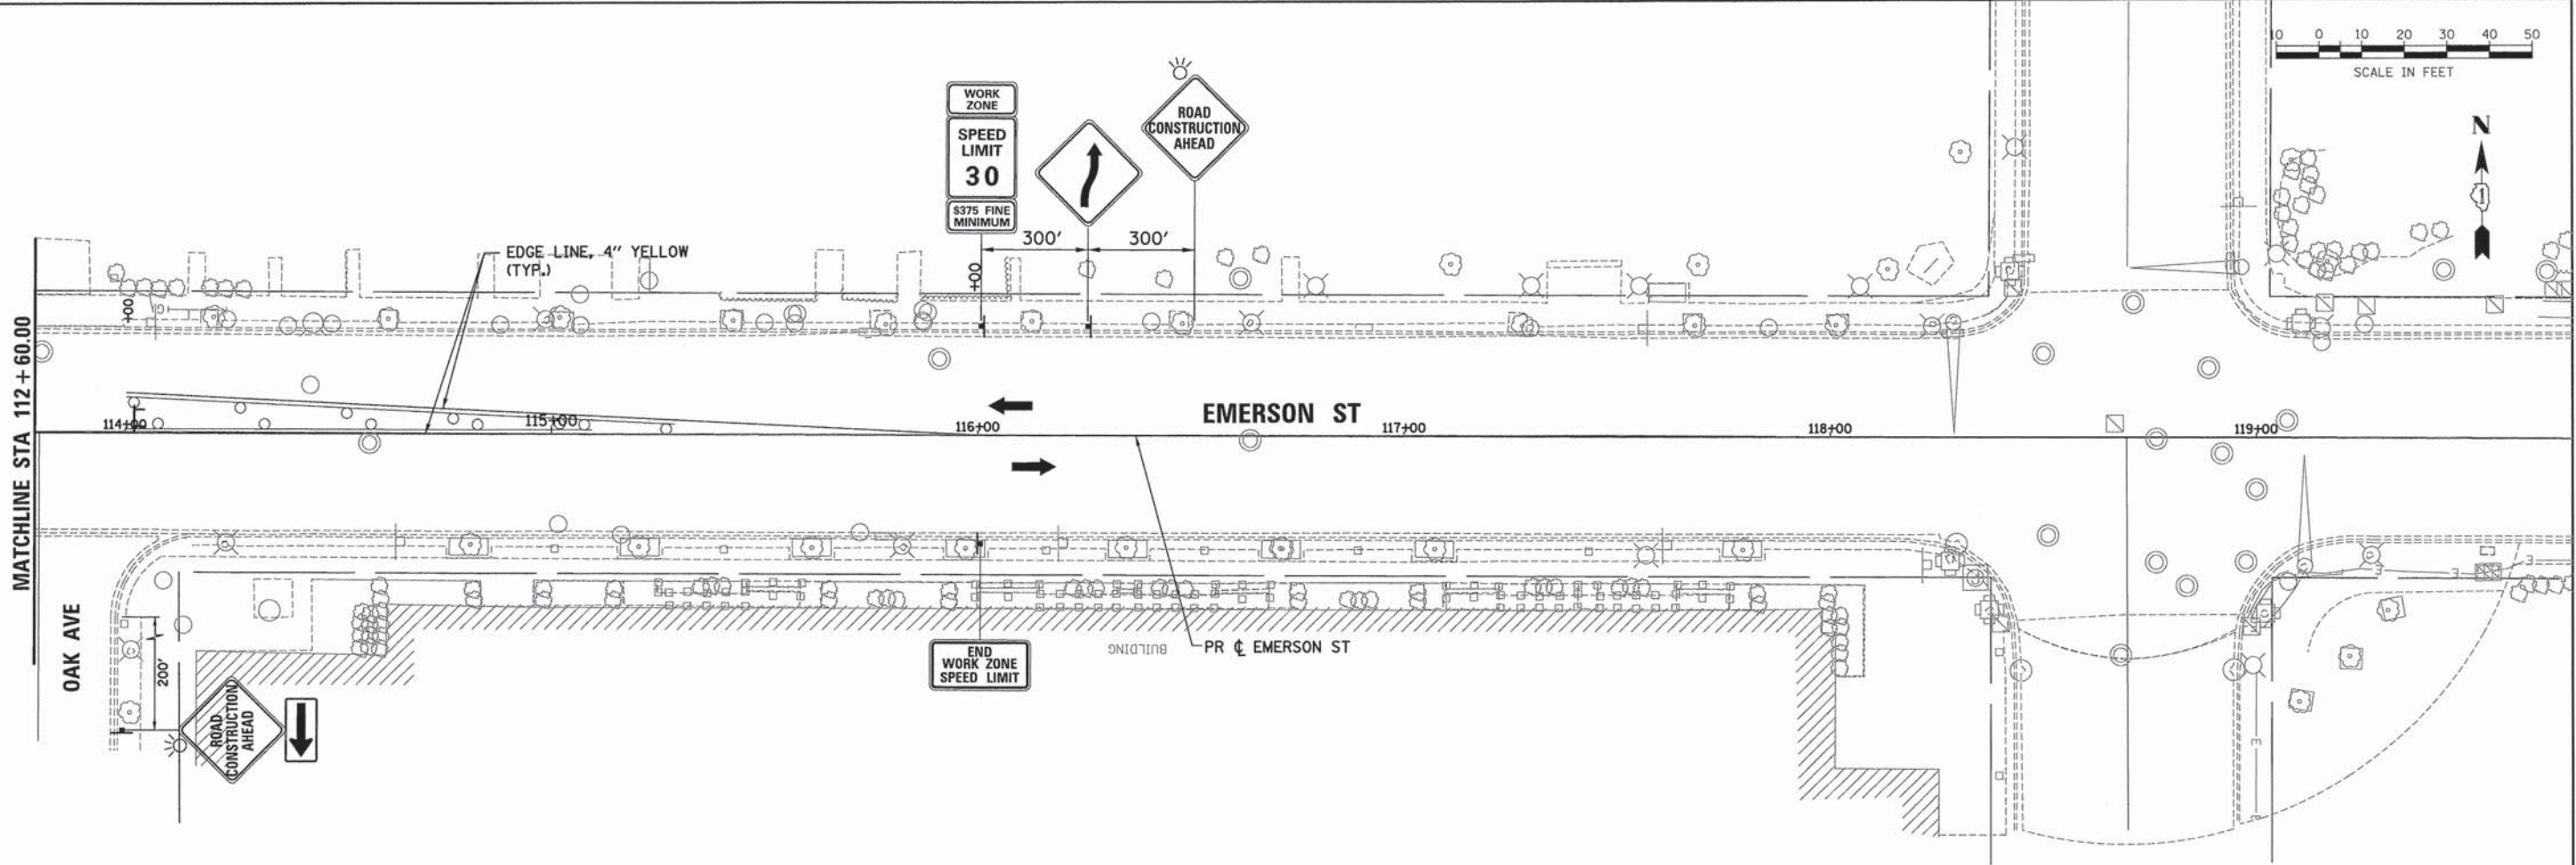 10 0 10 20 30 40 50
SCALE IN FEET
N
1
WORK
ZONE
SPEED
LIMIT
30
$375 FINE
MINIMUM
ROAD
CONSTRUCTION
AHEAD
300'
300'
EDGE LINE, 4" YELLOW
(TYP.)
+00
+00
MATCHLINE STA 112 + 60.00
114+00
115+00
116+00
EMERSON ST
117+00
118+00
119+00
OAK AVE
200'
ROAD
CONSTRUCTION
AHEAD
END
WORK ZONE
SPEED LIMIT
BUILDING
PR ℄ EMERSON ST